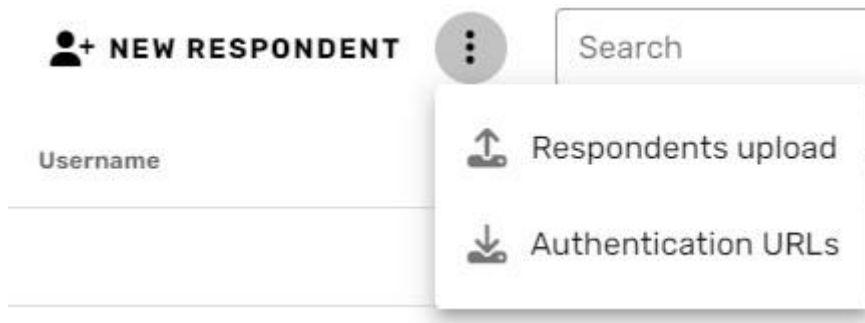 NEW RESPONDENT
Search
Username
Respondents upload
Authentication URLs